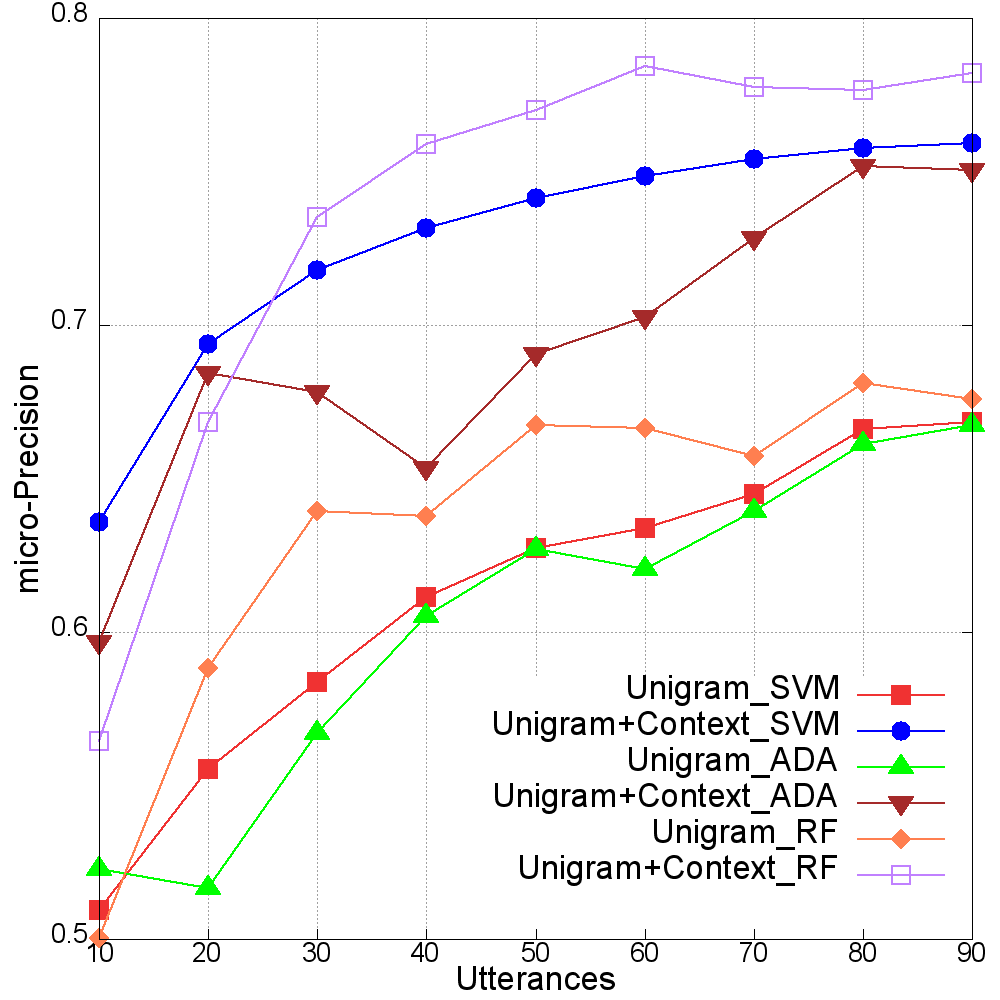 0.8
0.7
0.6
0.5
micro-Precision
Unigram_SVM
Unigram+Context_SVM
Unigram_ADA
Unigram+Context_ADA
Unigram_RF
Unigram+Context_RF
10 20 30 40 50 60 70 80 90
Utterances